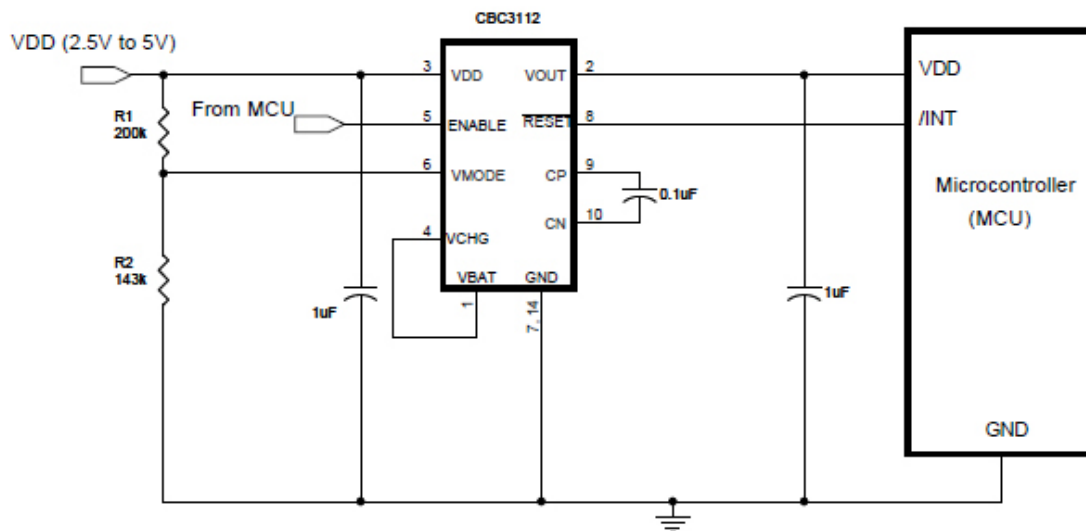 CBC3112
VDD (2.5V to 5V)
3
VDD
VOUT
2
VDD
R1
200k
From MCU
5
ENABLE
RESET
8
/INT
6
VMODE
CP
9
0.1uF
Microcontroller
(MCU)
CN
10
4
VCHG
R2
143k
VBAT
GND
1uF
1
7, 14
1uF
GND